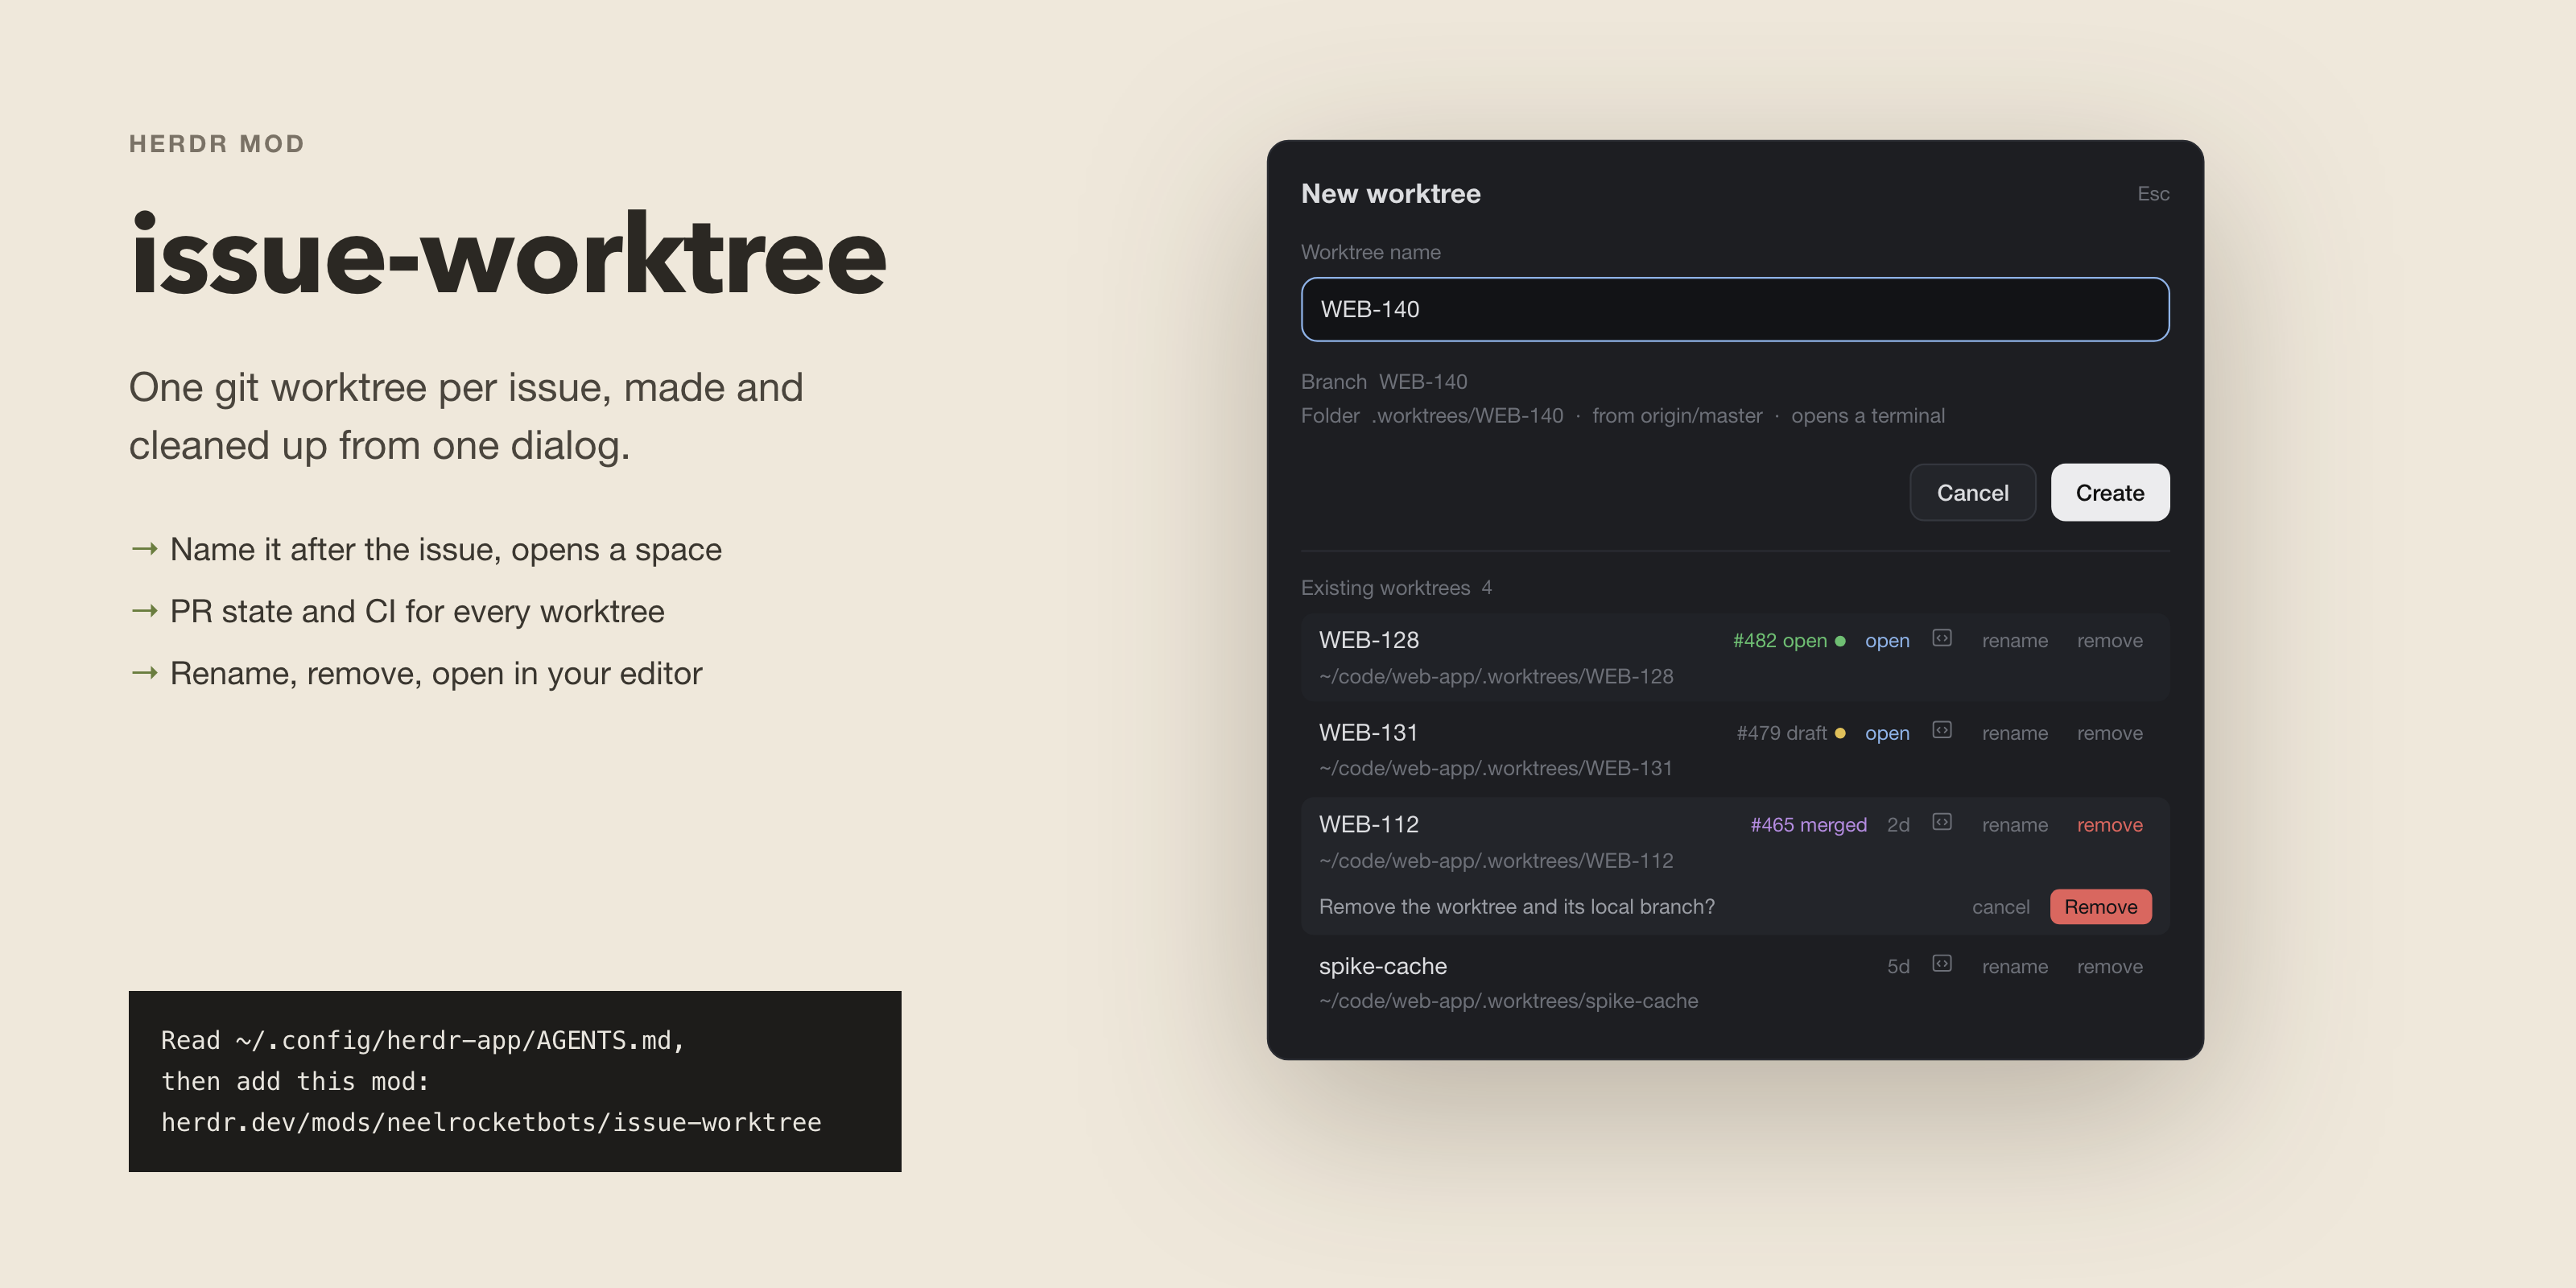 HERDR MOD
issue-worktree
One git worktree per issue, made and
cleaned up from one dialog.
→ Name it after the issue, opens a space
→ PR state and CI for every worktree
→ Rename, remove, open in your editor
Read ~/.config/herdr-app/AGENTS.md,
then add this mod:
herdr.dev/mods/neelrocketbots/issue-worktree
New worktree Esc
Worktree name
WEB-140
Branch WEB-140
Folder .worktrees/WEB-140 · from origin/master · opens a terminal
Cancel Create
Existing worktrees 4
WEB-128 #482 open open rename remove
~/code/web-app/.worktrees/WEB-128
WEB-131 #479 draft open rename remove
~/code/web-app/.worktrees/WEB-131
WEB-112 #465 merged 2d rename remove
~/code/web-app/.worktrees/WEB-112
Remove the worktree and its local branch? cancel Remove
spike-cache 5d rename remove
~/code/web-app/.worktrees/spike-cache